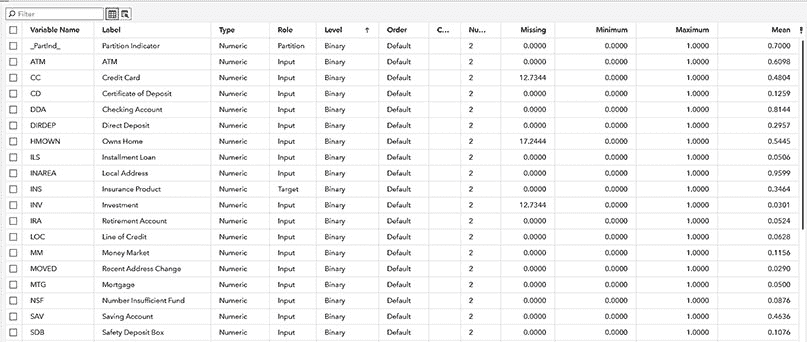 Filter
Variable Name Label Type Role Level Order C... Nu... Missing Minimum Maximum Mean
_PartInd_ Partition Indicator Numeric Partition Binary Default 2 0.0000 0.0000 1.0000 0.7000
ATM ATM Numeric Input Binary Default 2 0.0000 0.0000 1.0000 0.6098
CC Credit Card Numeric Input Binary Default 2 12.7344 0.0000 1.0000 0.4804
CD Certificate of Deposit Numeric Input Binary Default 2 0.0000 0.0000 1.0000 0.1259
DDA Checking Account Numeric Input Binary Default 2 0.0000 0.0000 1.0000 0.8144
DIRDEP Direct Deposit Numeric Input Binary Default 2 0.0000 0.0000 1.0000 0.2957
HMOWN Owns Home Numeric Input Binary Default 2 17.2444 0.0000 1.0000 0.5445
ILS Installment Loan Numeric Input Binary Default 2 0.0000 0.0000 1.0000 0.0506
INAREA Local Address Numeric Input Binary Default 2 0.0000 0.0000 1.0000 0.9599
INS Insurance Product Numeric Target Binary Default 2 0.0000 0.0000 1.0000 0.3464
INV Investment Numeric Input Binary Default 2 12.7344 0.0000 1.0000 0.0301
IRA Retirement Account Numeric Input Binary Default 2 0.0000 0.0000 1.0000 0.0524
LOC Line of Credit Numeric Input Binary Default 2 0.0000 0.0000 1.0000 0.0628
MM Money Market Numeric Input Binary Default 2 0.0000 0.0000 1.0000 0.1156
MOVED Recent Address Change Numeric Input Binary Default 2 0.0000 0.0000 1.0000 0.0290
MTG Mortgage Numeric Input Binary Default 2 0.0000 0.0000 1.0000 0.0500
NSF Number Insufficient Fund Numeric Input Binary Default 2 0.0000 0.0000 1.0000 0.0876
SAV Saving Account Numeric Input Binary Default 2 0.0000 0.0000 1.0000 0.4636
SDB Safety Deposit Box Numeric Input Binary Default 2 0.0000 0.0000 1.0000 0.1076